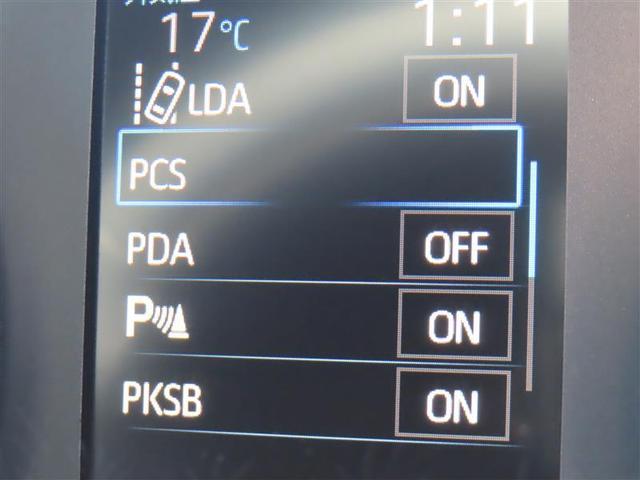 17℃
1:11
LDA ON
PCS
PDA OFF
P ON
PKSB ON